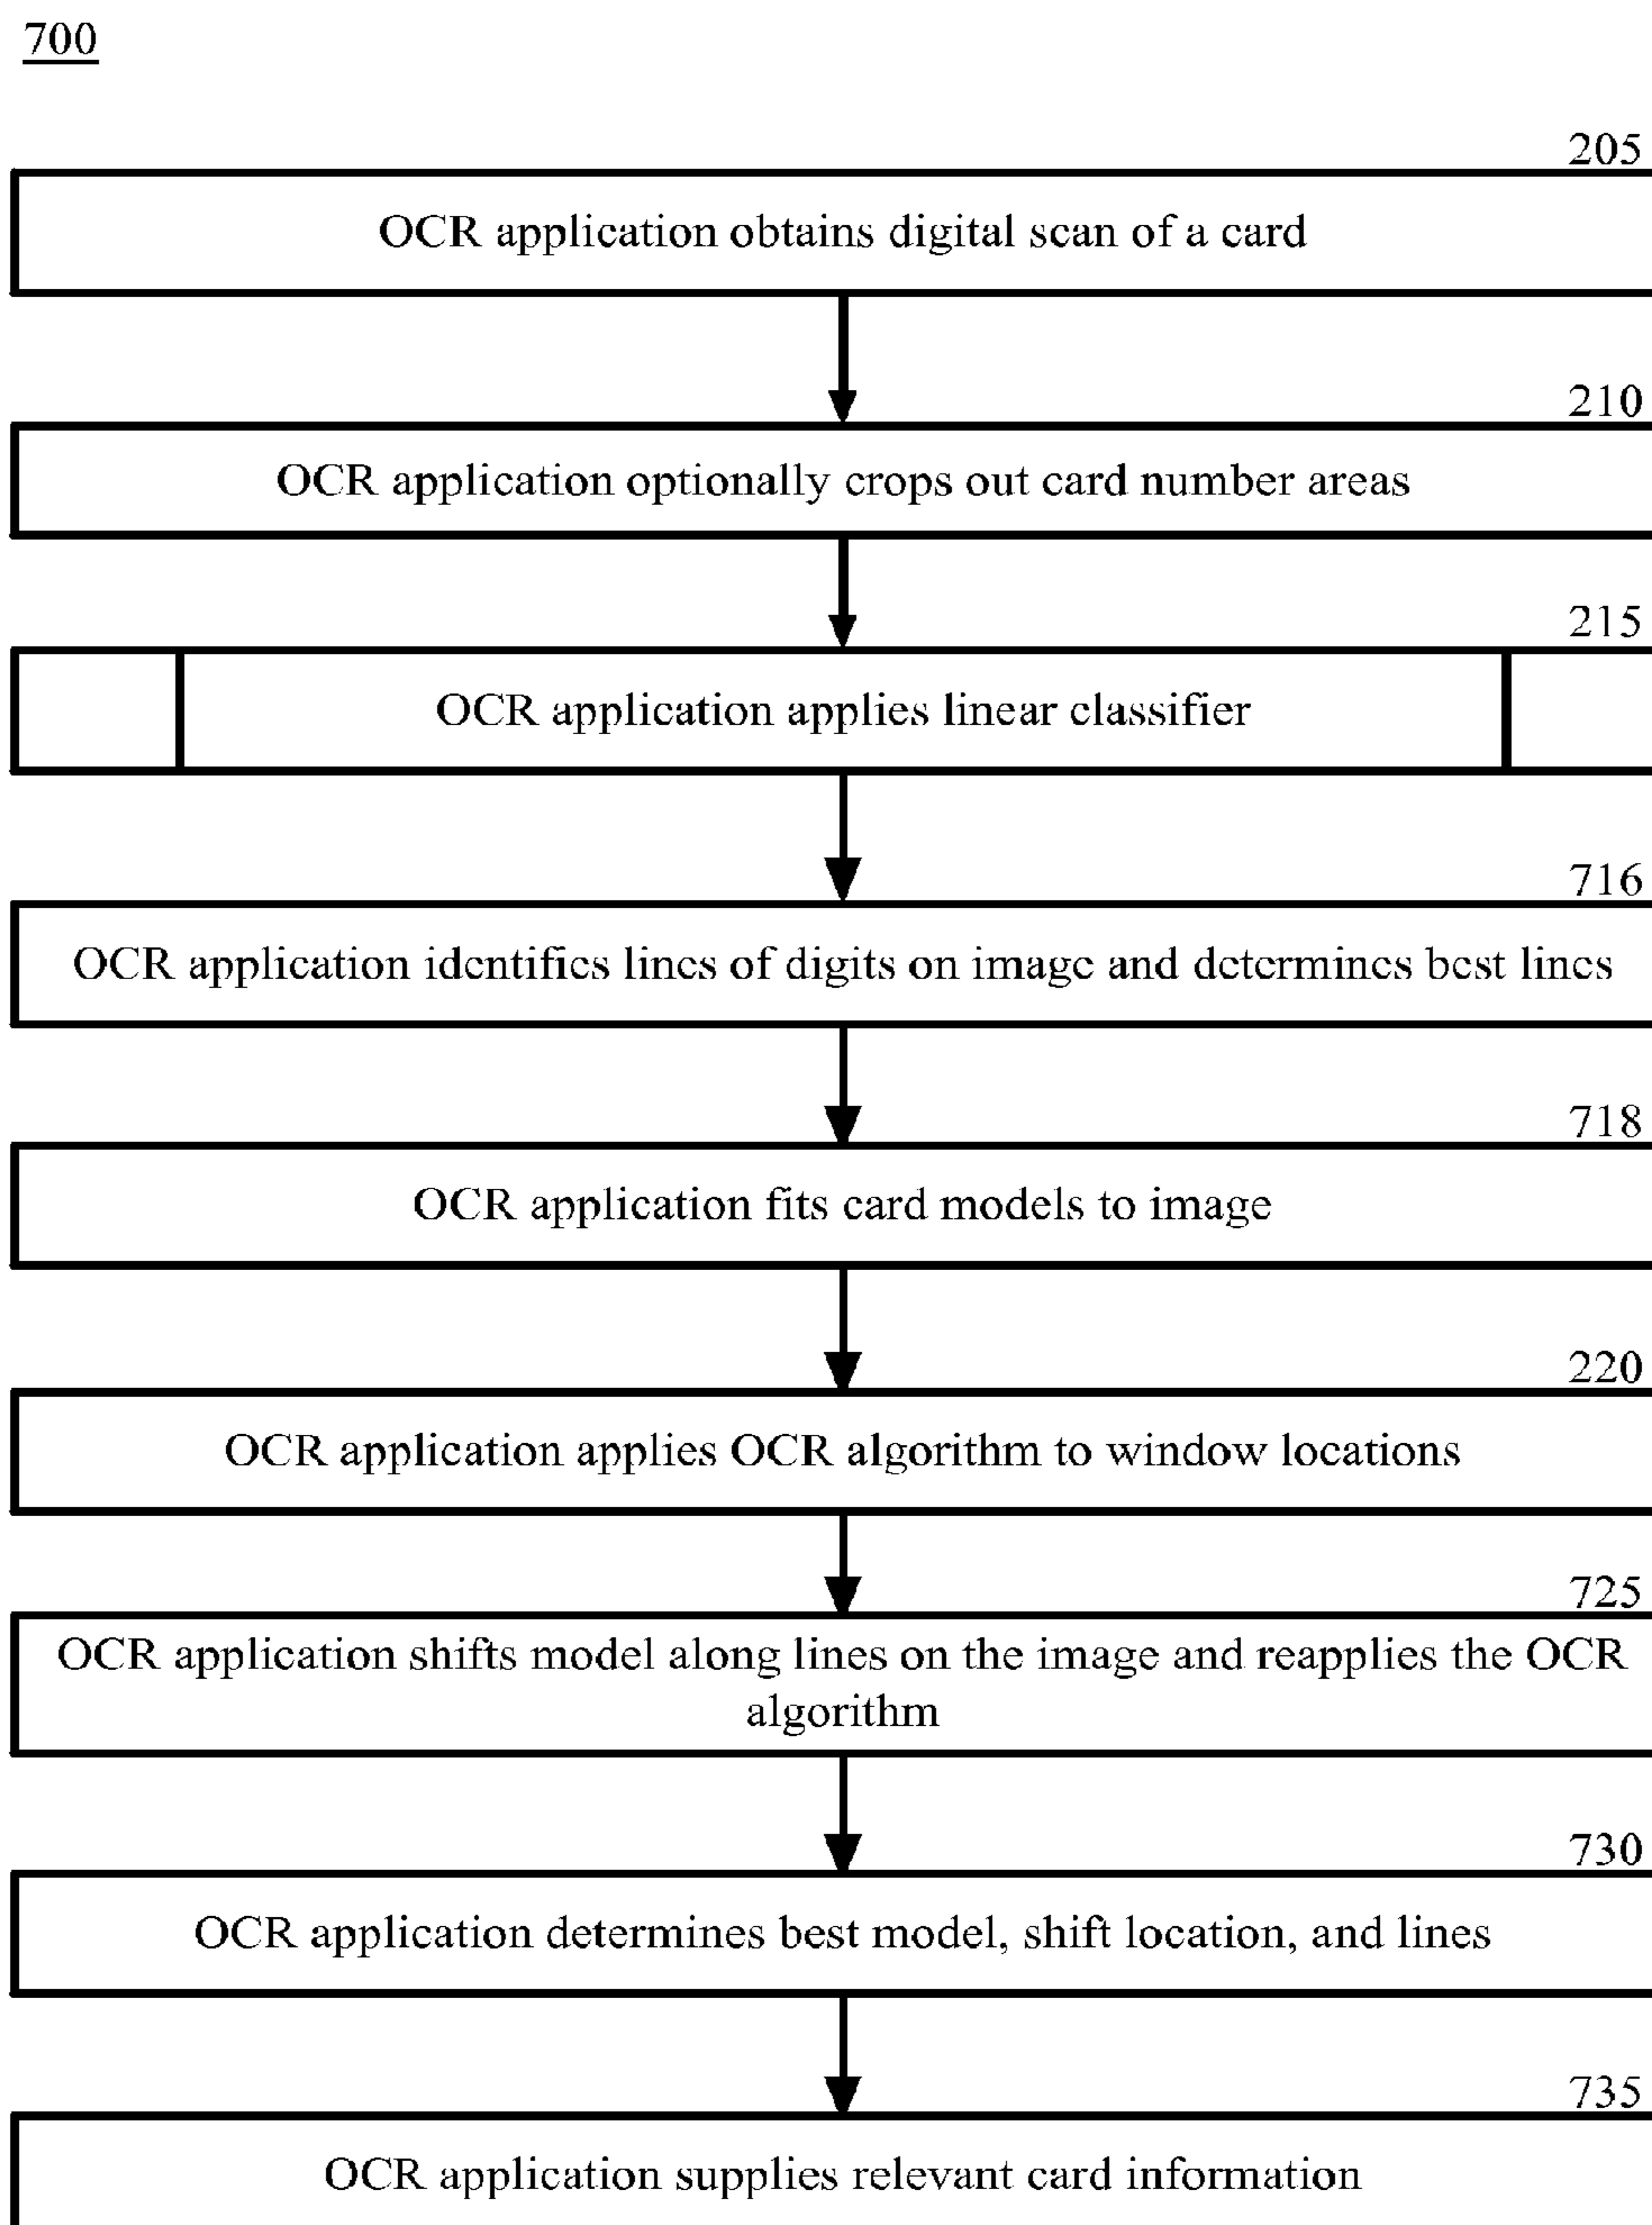 700
205
OCR application obtains digital scan of a card
210
OCR application optionally crops out card number areas
215
OCR application applies linear classifier
716
OCR application identifies lines of digits on image and determines best lines
718
OCR application fits card models to image
220
OCR application applies OCR algorithm to window locations
725
OCR application shifts model along lines on the image and reapplies the OCR
algorithm
730
OCR application determines best model, shift location, and lines
735
OCR application supplies relevant card information